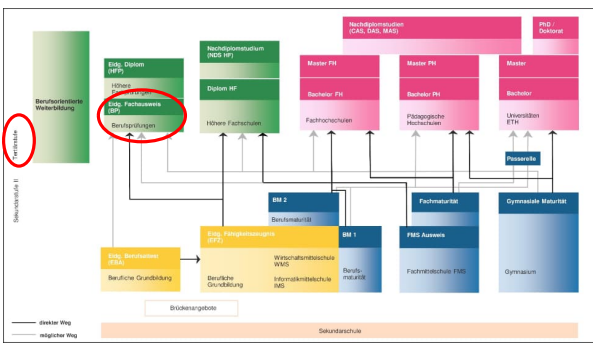 Nachdiplomstudien
(CAS, DAS, MAS)
PhD /
Doktorat
Eidg. Diplom
(HFP)
Höhere
Nachdiplomstudium
(NDS HF)
Master FH
Master PH
Master
Berufsorientierte
Weiterbildung
Eidg. Fachausweis
(BP)
Berufsprüfungen
Diplom HF
Höhere Fachschulen
Bachelor FH
Fachhochschulen
Bachelor PH
Pädagogische
Hochschulen
Bachelor
Universitäten
ETH
Tertiärstufe
Sekundarstufe II
Passerelle
BM 2
Berufsmaturität
Fachmaturität
Gymnasiale Maturität
Eidg. Fähigkeitszeugnis
(EFZ)
BM 1
FMS Ausweis
Eidg. Berufsattest
(EBA)
Berufliche Grundbildung
Berufliche
Grundbildung
Wirtschaftsmittelschule
WMS
Informatikmittelschule
IMS
Berufs-
maturität
Fachmittelschule FMS
Gymnasium
Brückenangebote
direkter Weg
möglicher Weg
Sekundarschule